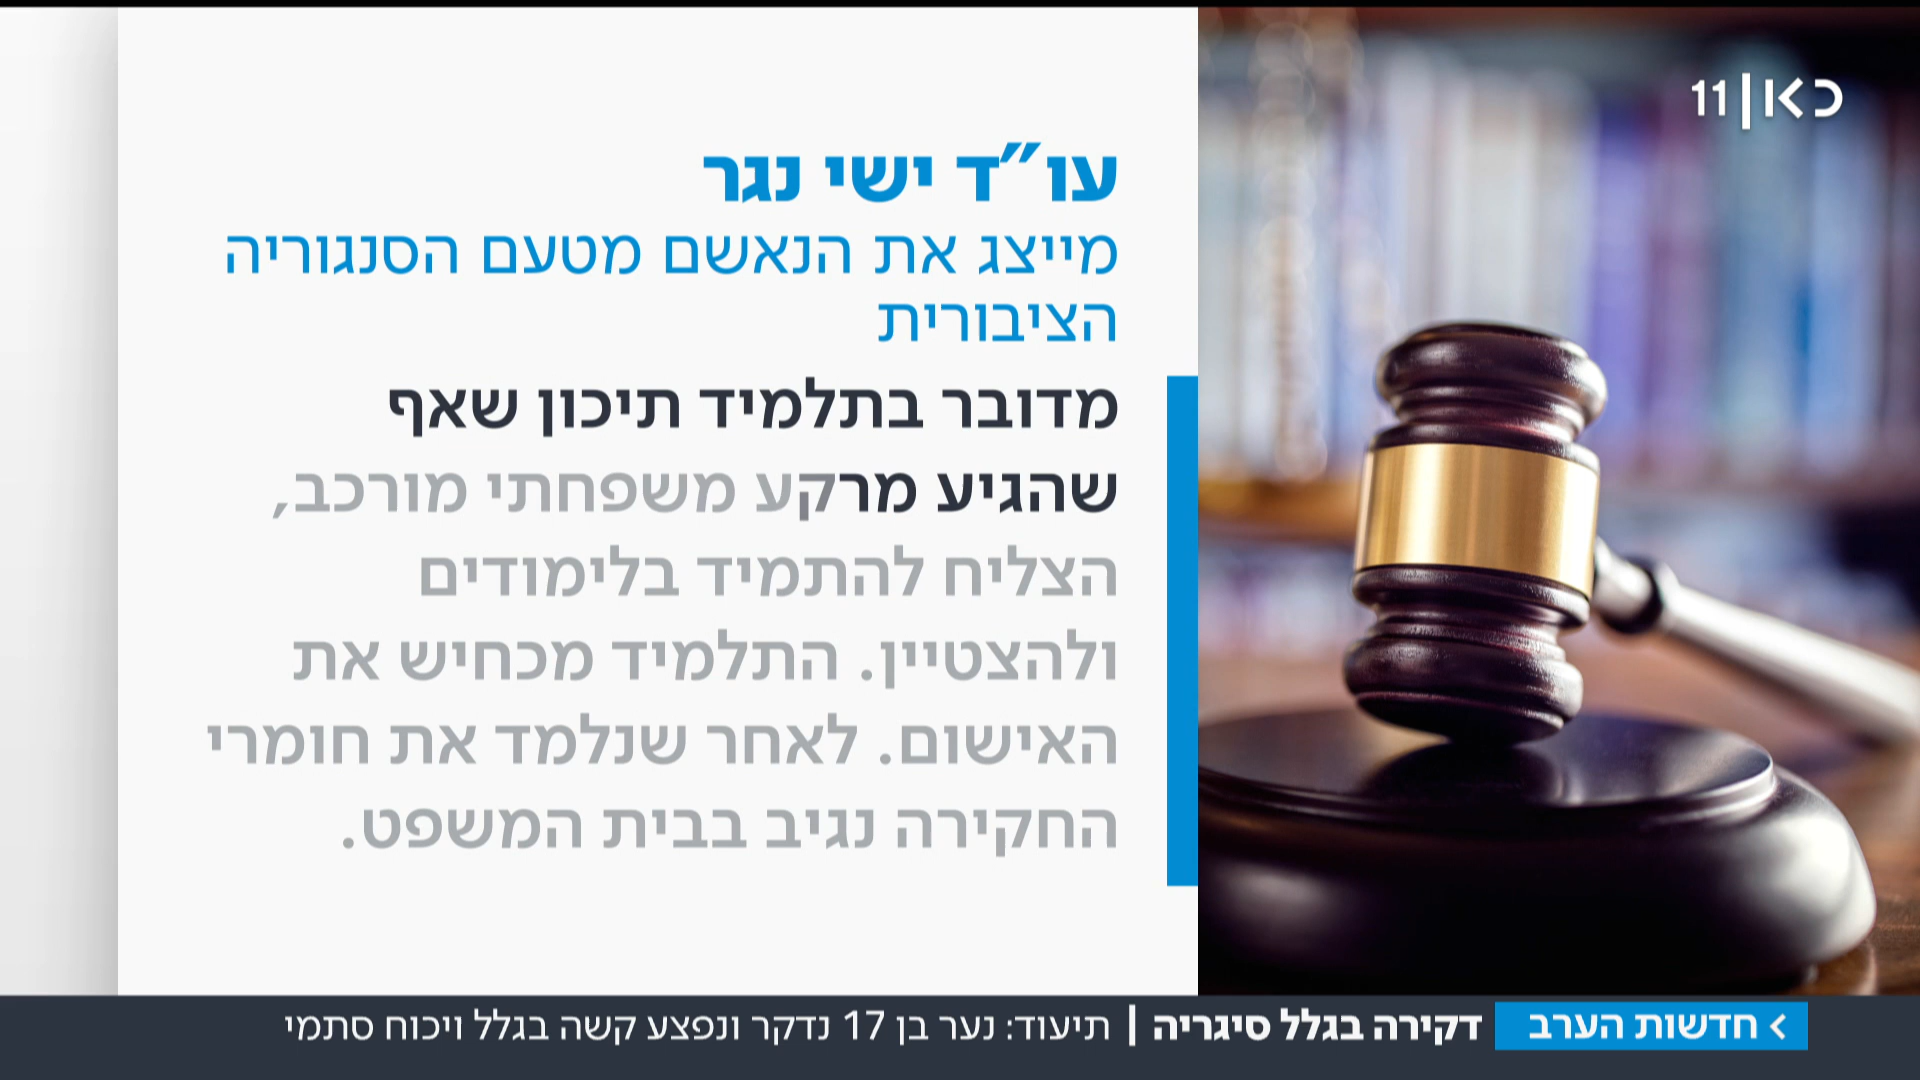 כאן 11
עו״ד ישי נגר
מייצג את הנאשם מטעם הסנגוריה
הציבורית
מדובר בתלמיד תיכון שאף
שהגיע מרקע משפחתי מורכב,
הצליח להתמיד בלימודים
ולהצטיין. התלמיד מכחיש את
האישום. לאחר שנלמד את חומרי
החקירה נגיב בבית המשפט.
חדשות הערב
דקירה בגלל סיגריה | תיעוד: נער בן 17 נדקר ונפצע קשה בגלל ויכוח סתמי